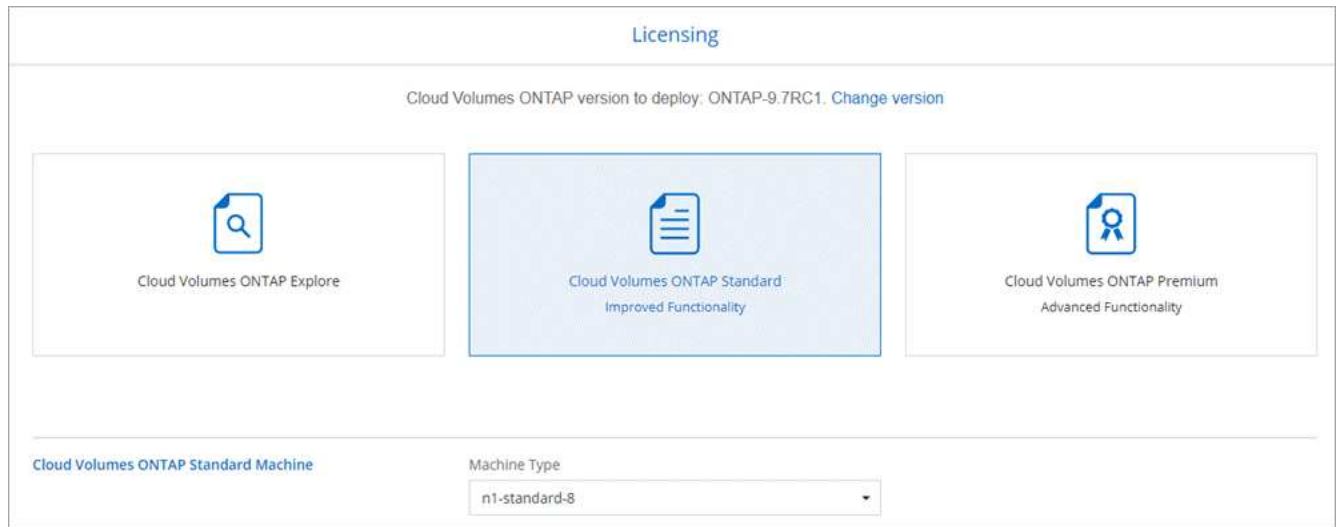 Licensing
Cloud Volumes ONTAP version to deploy: ONTAP-9.7RC1. Change version
Cloud Volumes ONTAP Explore
Cloud Volumes ONTAP Standard
Improved Functionality
Cloud Volumes ONTAP Premium
Advanced Functionality
Cloud Volumes ONTAP Standard Machine
Machine Type
n1-standard-8